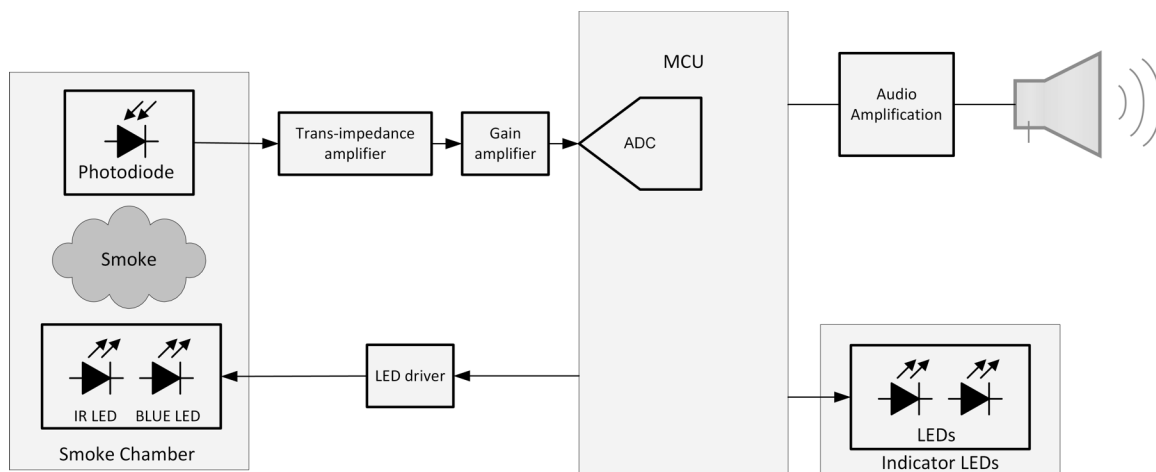 MCU
Photodiode
Trans-impedance
amplifier
Gain
amplifier
ADC
Audio
Amplification
Smoke
IR LED
BLUE LED
Smoke Chamber
LED driver
LEDs
Indicator LEDs